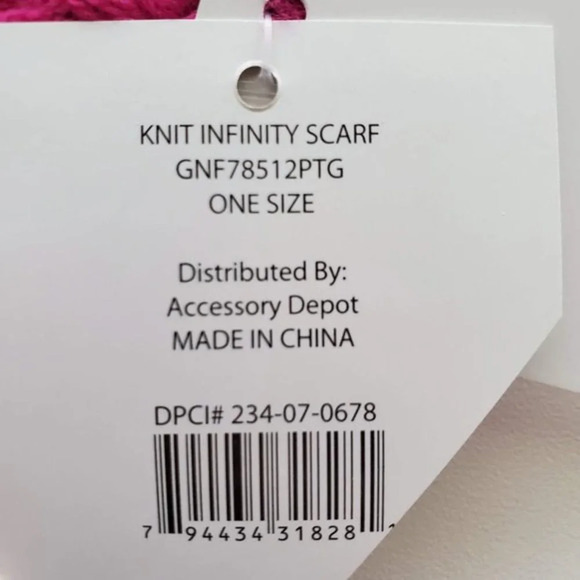 KNIT INFINITY SCARF
GNF78512PTG
ONE SIZE
Distributed By:
Accessory Depot
MADE IN CHINA
DPCI# 234-07-0678
7 94434 31828